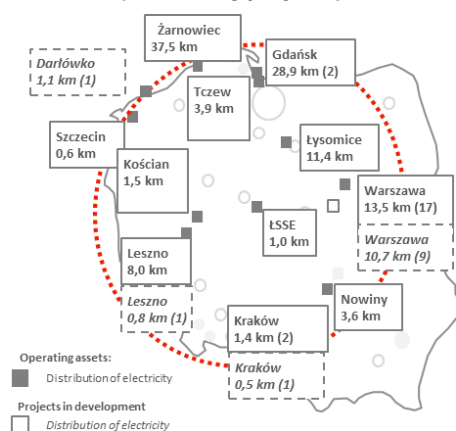 Żarnowiec
37,5 km
Gdańsk
28,9 km (2)
Darłówko
1,1 km (1)
Tczew
3,9 km
Szczecin
0,6 km
Łysomice
11,4 km
Kościan
1,5 km
Warszawa
13,5 km (17)
ŁSSE
1,0 km
Warszawa
10,7 km (9)
Leszno
8,0 km
Leszno
0,8 km (1)
Nowiny
3,6 km
Kraków
1,4 km (2)
Kraków
0,5 km (1)
Operating assets:
Distribution of electricity
Projects in development
Distribution of electricity